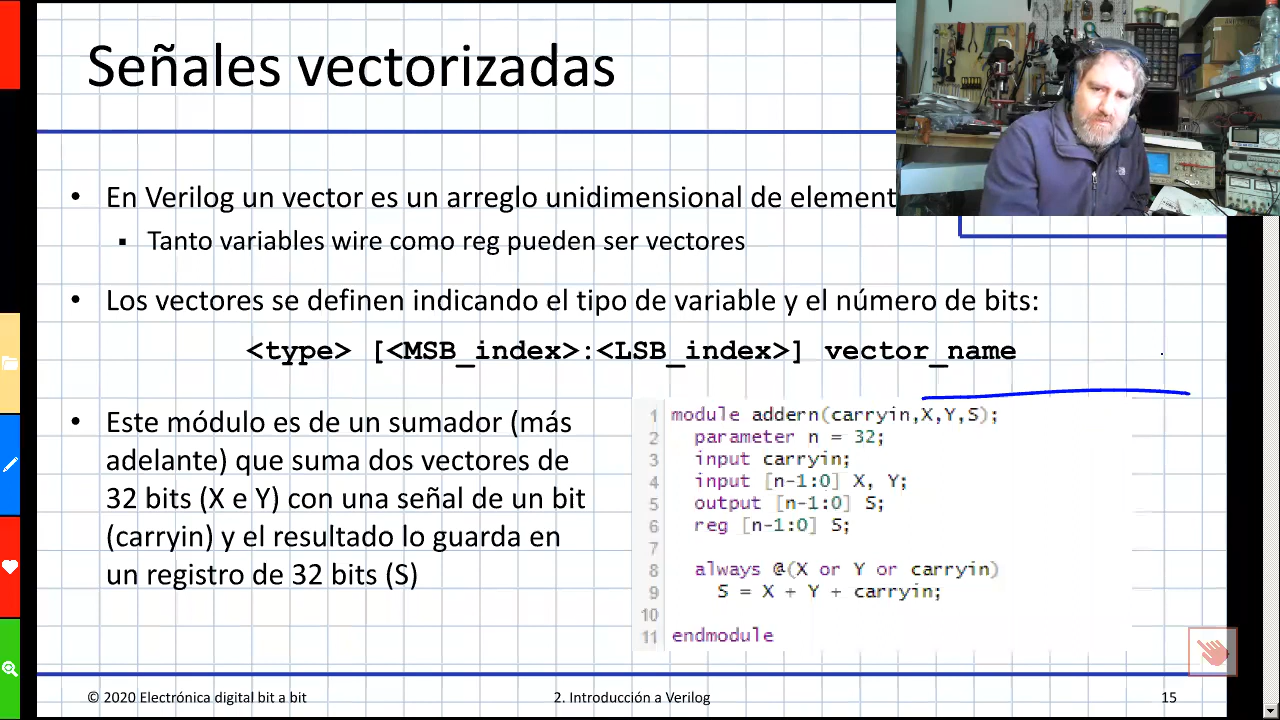 Señales vectorizadas
• En Verilog un vector es un arreglo unidimensional de element
▪ Tanto variables wire como reg pueden ser vectores
• Los vectores se definen indicando el tipo de variable y el número de bits:
<type> [<MSB_index>:<LSB_index>] vector_name
• Este módulo es de un sumador (más
adelante) que suma dos vectores de
32 bits (X e Y) con una señal de un bit
(carryin) y el resultado lo guarda en
un registro de 32 bits (S)
1 module addern(carryin,X,Y,S);
2 parameter n = 32;
3 input carryin;
4 input [n-1:0] X, Y;
5 output [n-1:0] S;
6 reg [n-1:0] S;
7
8 always @(X or Y or carryin)
9 S = X + Y + carryin;
10
11 endmodule
© 2020 Electrónica digital bit a bit
2. Introducción a Verilog
15